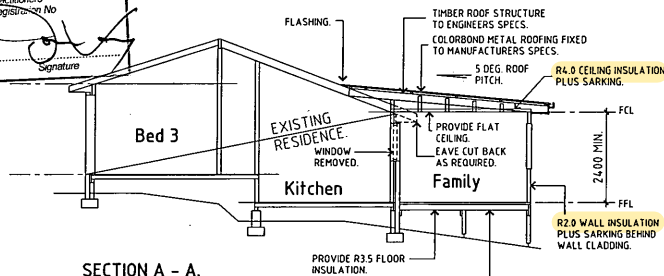 Registration No
Signature
FLASHING.
TIMBER ROOF STRUCTURE
TO ENGINEERS SPECS.
COLORBOND METAL ROOFING FIXED
TO MANUFACTURERS SPECS.
5 DEG. ROOF
PITCH.
R4.0 CEILING INSULATION
PLUS SARKING.
FCL
Bed 3
EXISTING
RESIDENCE.
PROVIDE FLAT
CEILING.
EAVE CUT BACK
AS REQUIRED.
WINDOW
REMOVED.
2400 MIN.
Kitchen
Family
FFL
R2.0 WALL INSULATION
PLUS SARKING BEHIND
WALL CLADDING.
PROVIDE R3.5 FLOOR
INSULATION.
SECTION A - A.